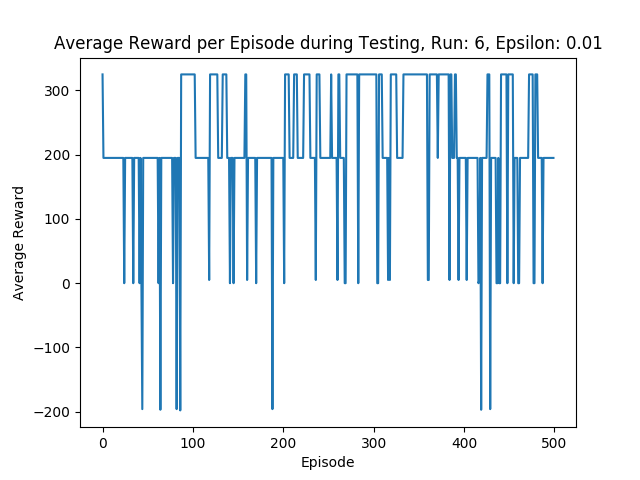 Average Reward per Episode during Testing, Run: 6, Epsilon: 0.01
300
200
100
0
−100
−200
Average Reward
0 100 200 300 400 500
Episode